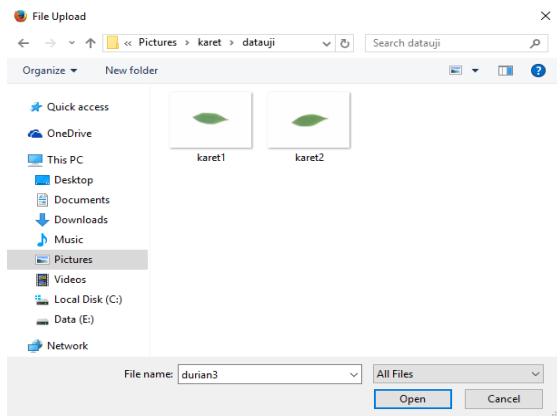 File Upload
« Pictures > karet > datauji
Search datauji
Organize
New folder
Quick access
OneDrive
This PC
Desktop
Documents
Downloads
Music
Pictures
Videos
Local Disk (C:)
Data (E:)
Network
karet1
karet2
File name: durian3
All Files
Open
Cancel